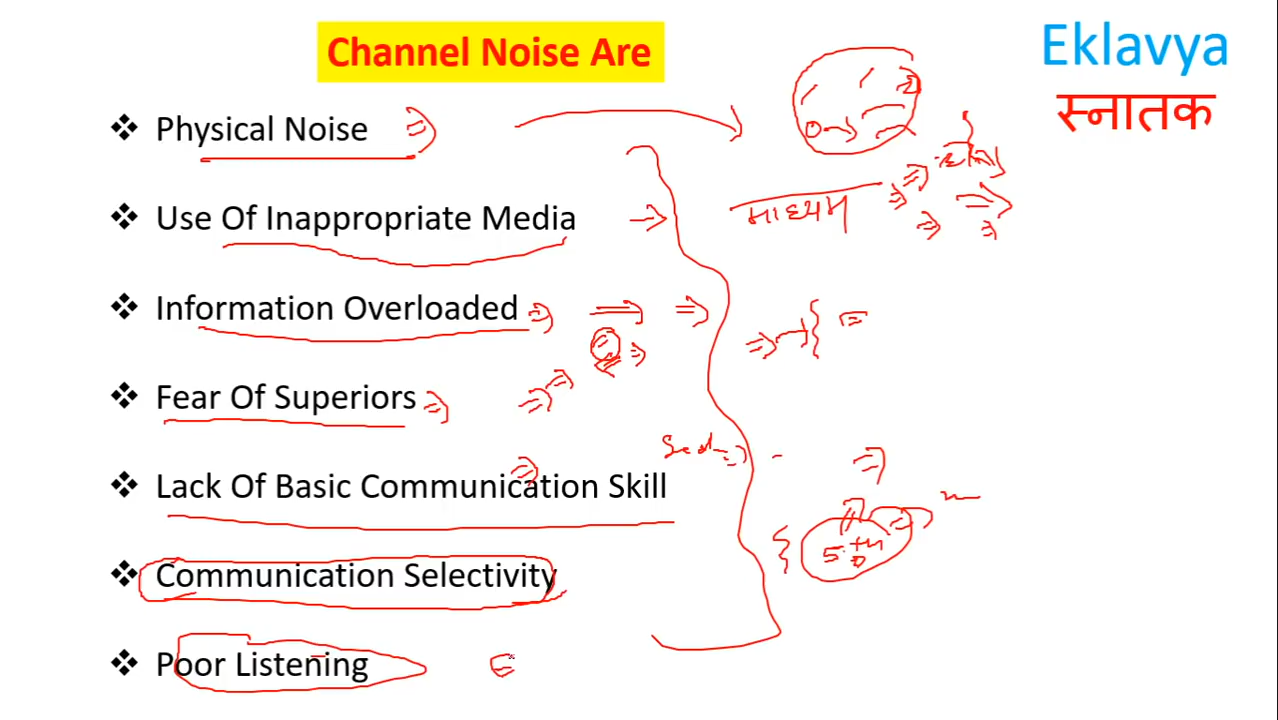 Channel Noise Are
Eklavya
स्नातक
❖ Physical Noise
❖ Use Of Inappropriate Media
माध्यम
❖ Information Overloaded
❖ Fear Of Superiors
❖ Lack Of Basic Communication Skill
❖ Communication Selectivity
5th
❖ Poor Listening